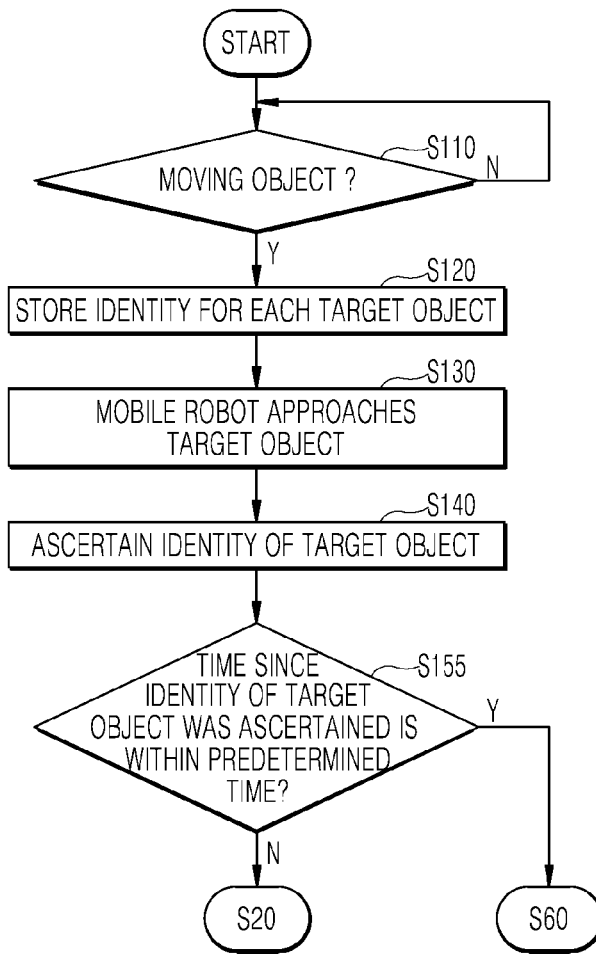 START
S110
MOVING OBJECT ?
N
Y
S120
STORE IDENTITY FOR EACH TARGET OBJECT
S130
MOBILE ROBOT APPROACHES
TARGET OBJECT
S140
ASCERTAIN IDENTITY OF TARGET OBJECT
S155
TIME SINCE
IDENTITY OF TARGET
OBJECT WAS ASCERTAINED IS
WITHIN PREDETERMINED
TIME?
Y
N
S20
S60